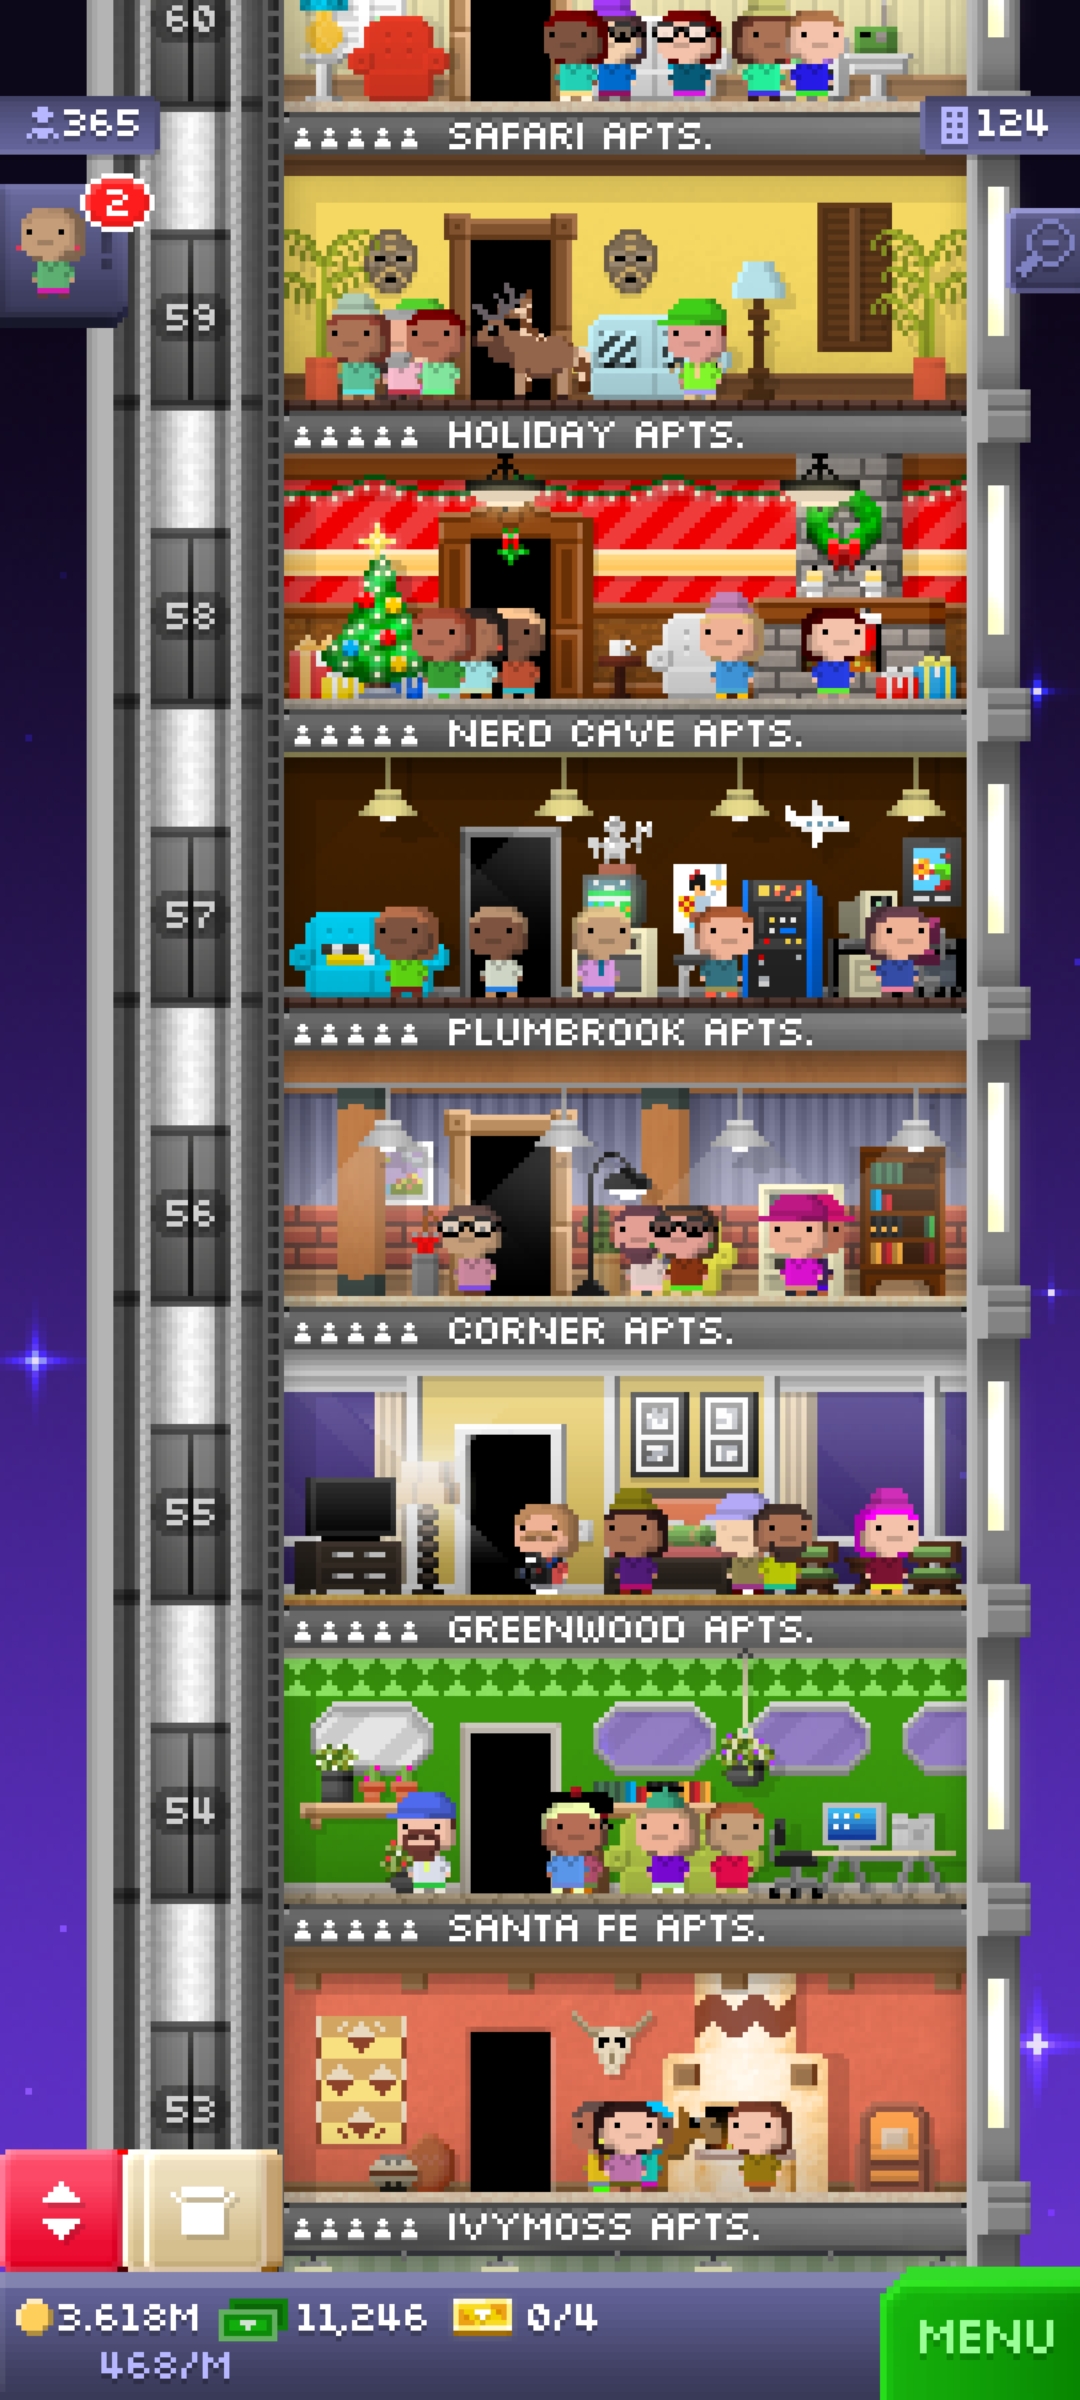 60
365
SAFARI APTS.
124
2
59
HOLIDAY APTS.
58
NERD CAVE APTS.
57
PLUMBROOK APTS.
56
CORNER APTS.
55
GREENWOOD APTS.
54
SANTA FE APTS.
53
IVYMOSS APTS.
3.618M 11,246 0/4
468/M
MENU